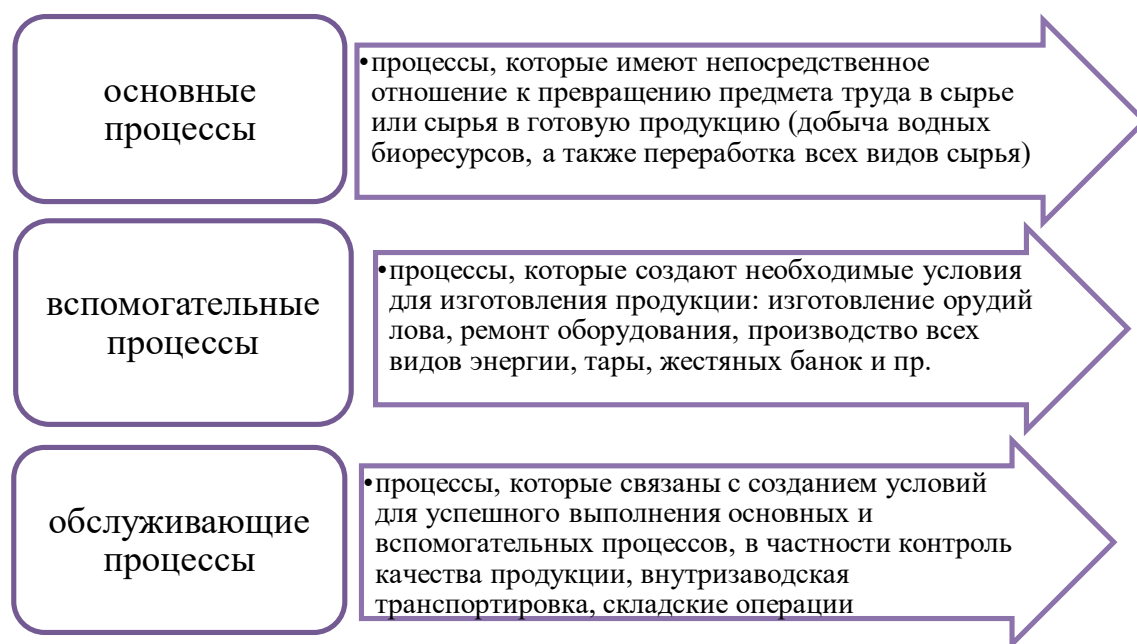 основные
процессы
•процессы, которые имеют непосредственное
отношение к превращению предмета труда в сырье
или сырья в готовую продукцию (добыча водных
биоресурсов, а также переработка всех видов сырья)
вспомогательные
процессы
•процессы, которые создают необходимые условия
для изготовления продукции: изготовление орудий
лова, ремонт оборудования, производство всех
видов энергии, тары, жестяных банок и пр.
обслуживающие
процессы
•процессы, которые связаны с созданием условий
для успешного выполнения основных и
вспомогательных процессов, в частности контроль
качества продукции, внутризаводская
транспортировка, складские операции